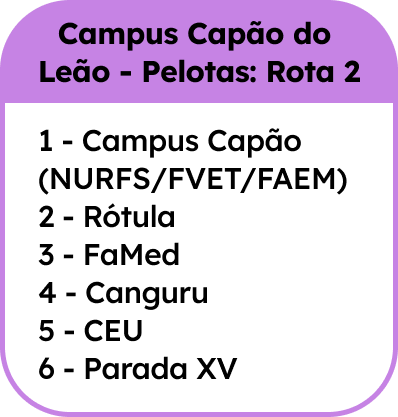 Campus Capão do
Leão - Pelotas: Rota 2
1 - Campus Capão
(NURFS/FVET/FAEM)
2 - Rótula
3 - FaMed
4 - Canguru
5 - CEU
6 - Parada XV